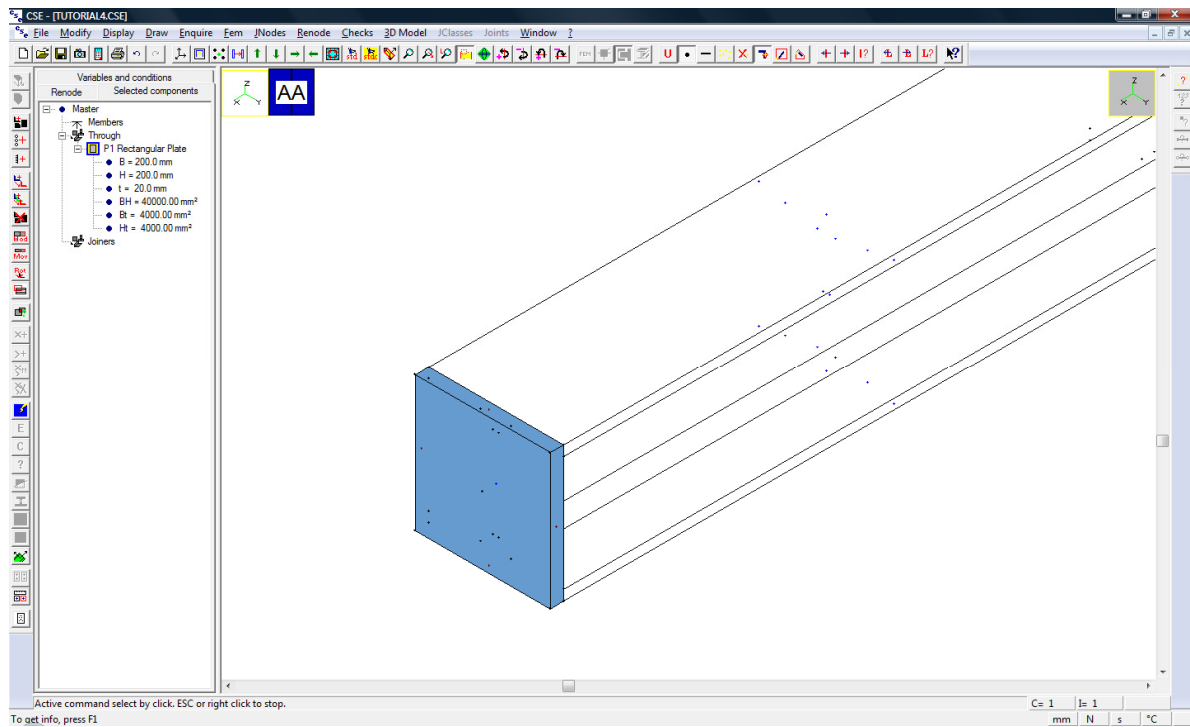 CSE - [TUTORIAL4.CSE]
File Modify Display Draw Enquire Fem JNodes Renode Checks 3D Model JClasses Joints Window ?
Variables and conditions
Renode Selected components
Master
Members
Through
P1 Rectangular Plate
B = 200.0 mm
H = 200.0 mm
t = 20.0 mm
BH = 40000.00 mm²
Bt = 4000.00 mm²
Ht = 4000.00 mm²
Joiners
Z
X Y
AA
Z
X Y
Active command select by click. ESC or right click to stop.
C= 1 I= 1
To get info, press F1
mm N s °C